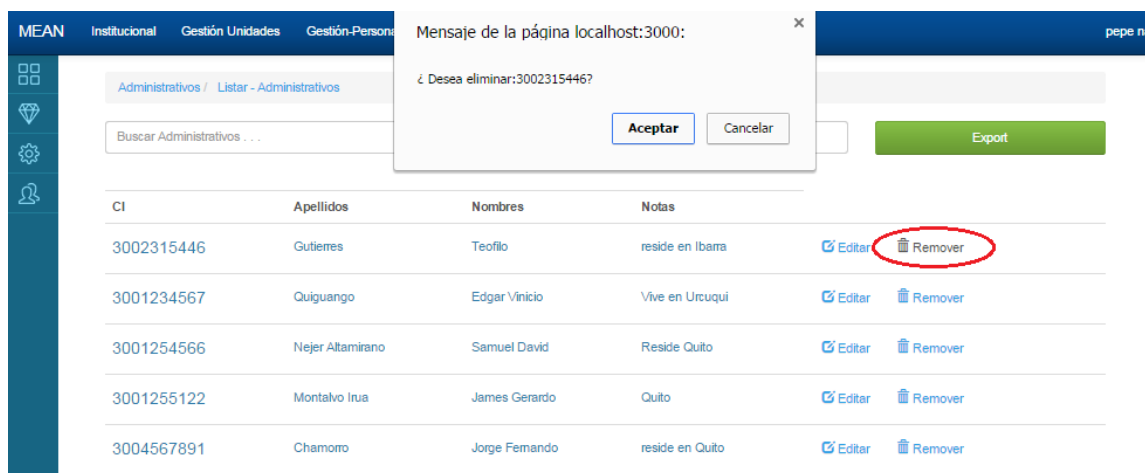 MEAN Institucional Gestión Unidades Gestión-Persona pepe n
Mensaje de la página localhost:3000:
¿ Desea eliminar:3002315446?
Aceptar Cancelar
Administrativos / Listar - Administrativos
Buscar Administrativos . . . Export
CI Apellidos Nombres Notas
3002315446 Gutierres Teofilo reside en Ibarra Editar Remover
3001234567 Quiguango Edgar Vinicio Vive en Urcuqui Editar Remover
3001254566 Nejer Altamirano Samuel David Reside Quito Editar Remover
3001255122 Montalvo Irua James Gerardo Quito Editar Remover
3004567891 Chamorro Jorge Fernando reside en Quito Editar Remover